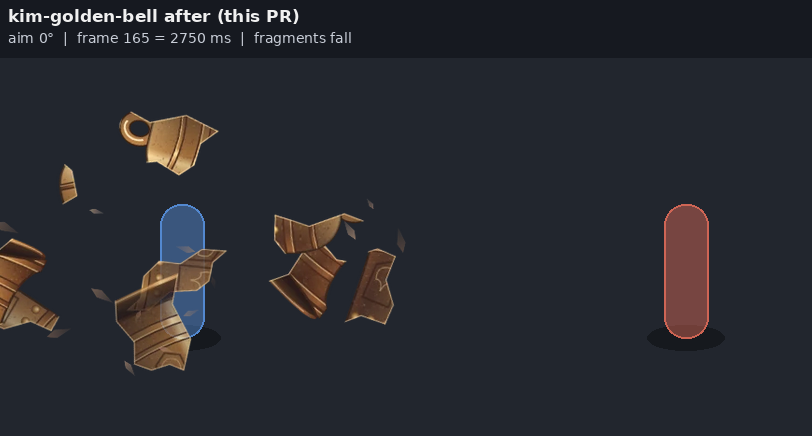 kim-golden-bell after (this PR)
aim 0° | frame 165 = 2750 ms | fragments fall